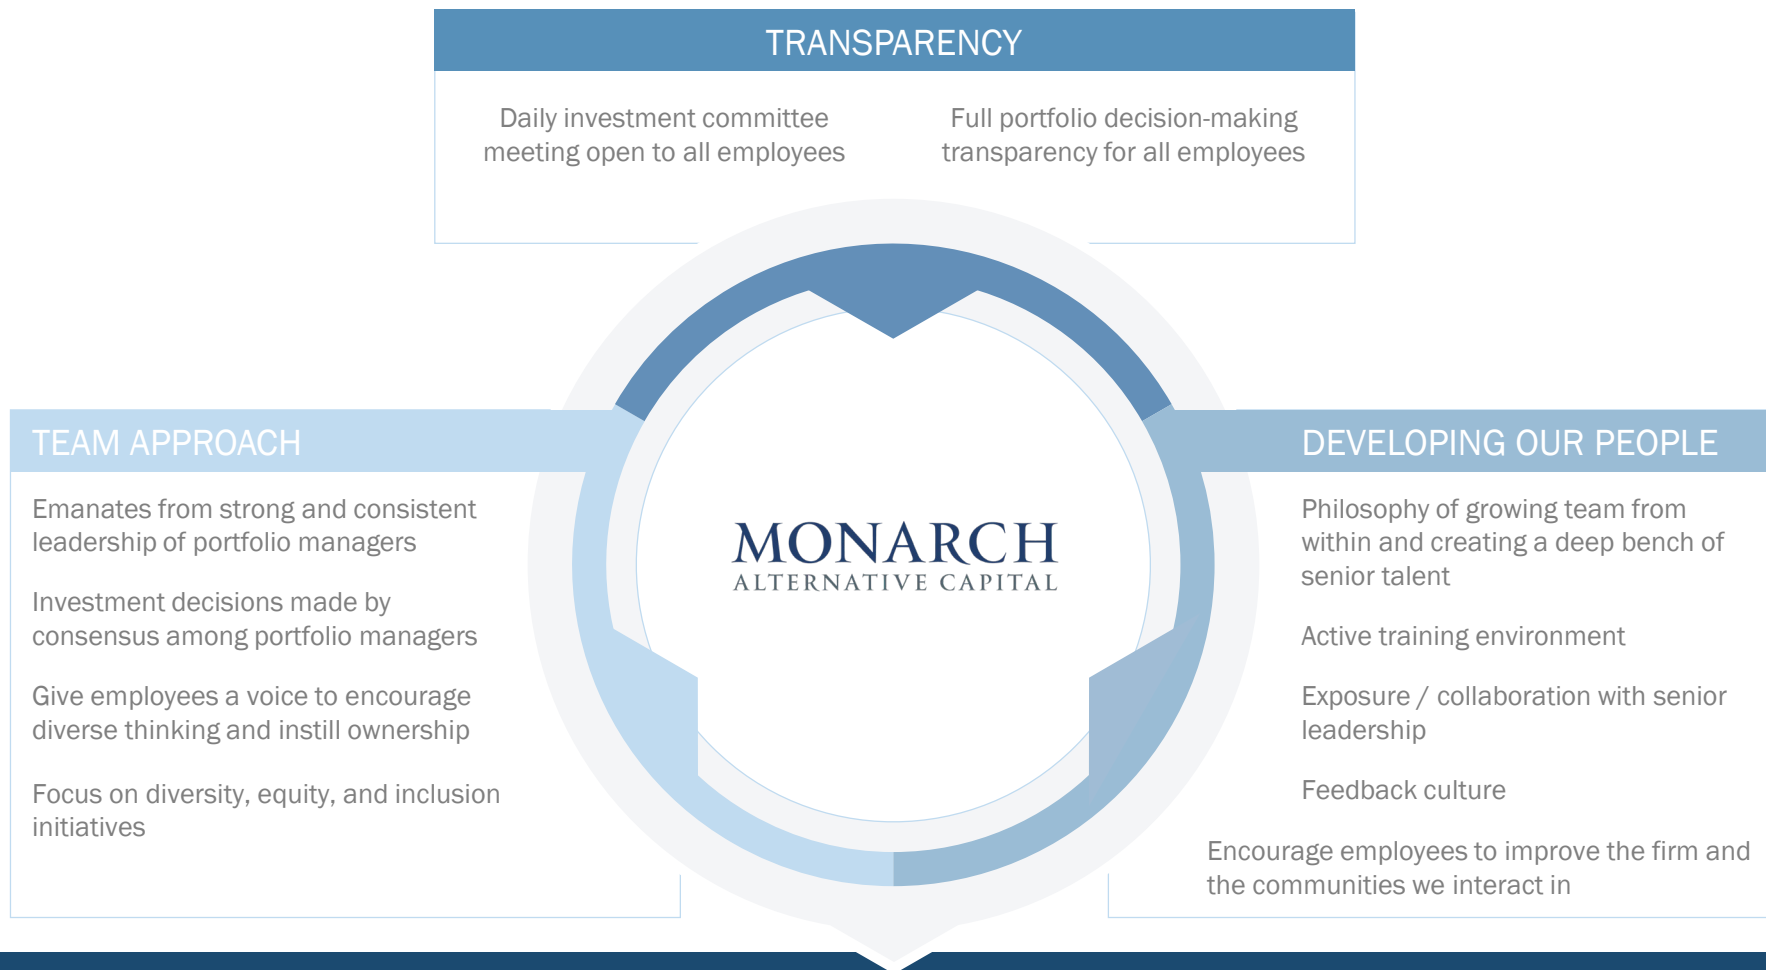 TRANSPARENCY
Daily investment committee
meeting open to all employees
Full portfolio decision-making
transparency for all employees
TEAM APPROACH
Emanates from strong and consistent
leadership of portfolio managers
Investment decisions made by
consensus among portfolio managers
Give employees a voice to encourage
diverse thinking and instill ownership
Focus on diversity, equity, and inclusion
initiatives
MONARCH
ALTERNATIVE CAPITAL
DEVELOPING OUR PEOPLE
Philosophy of growing team from
within and creating a deep bench of
senior talent
Active training environment
Exposure / collaboration with senior
leadership
Feedback culture
Encourage employees to improve the firm and
the communities we interact in